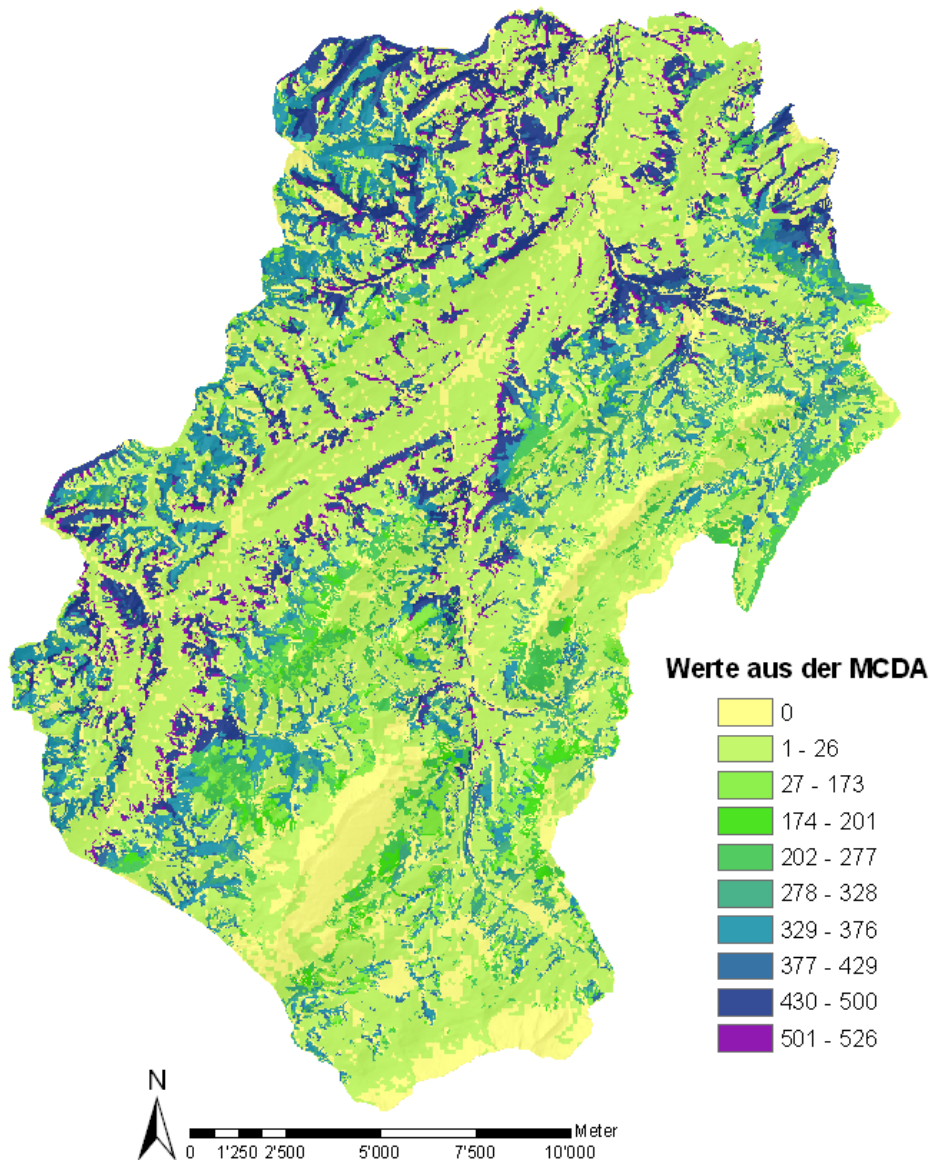 Werte aus der MCDA
0
1 - 26
27 - 173
174 - 201
202 - 277
278 - 328
329 - 376
377 - 429
430 - 500
501 - 526
N
Meter
0 1'250 2'500 5'000 7'500 10'000